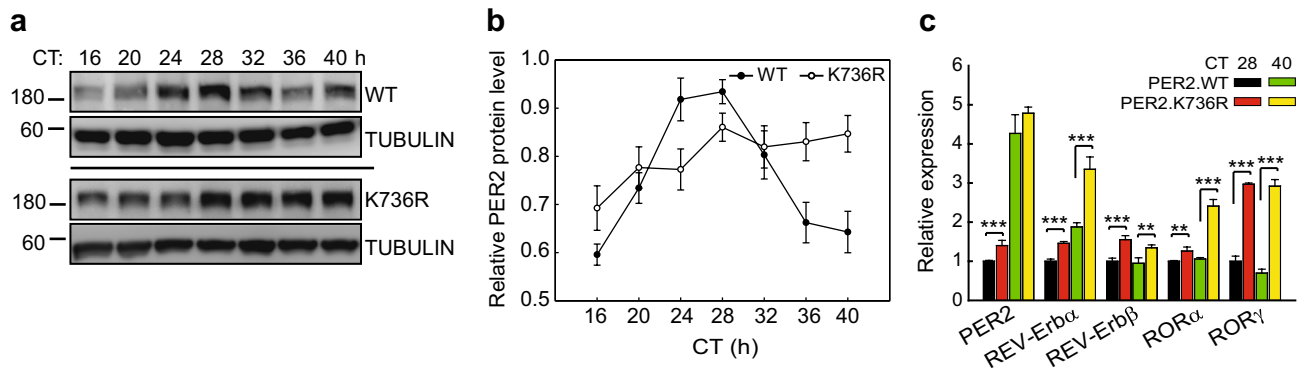 a
CT: 16 20 24 28 32 36 40 h
180 WT
60 TUBULIN
180 K736R
60 TUBULIN
b
WT K736R
Relative PER2 protein level
1.0
0.9
0.8
0.7
0.6
0.5
16 20 24 28 32 36 40
CT (h)
c
CT 28 40
PER2.WT
PER2.K736R
Relative expression
6
5
4
3
2
1
0
*** *** *** *** ** ** *** *** ***
PER2 REV-Erbα REV-Erbβ RORα RORγ